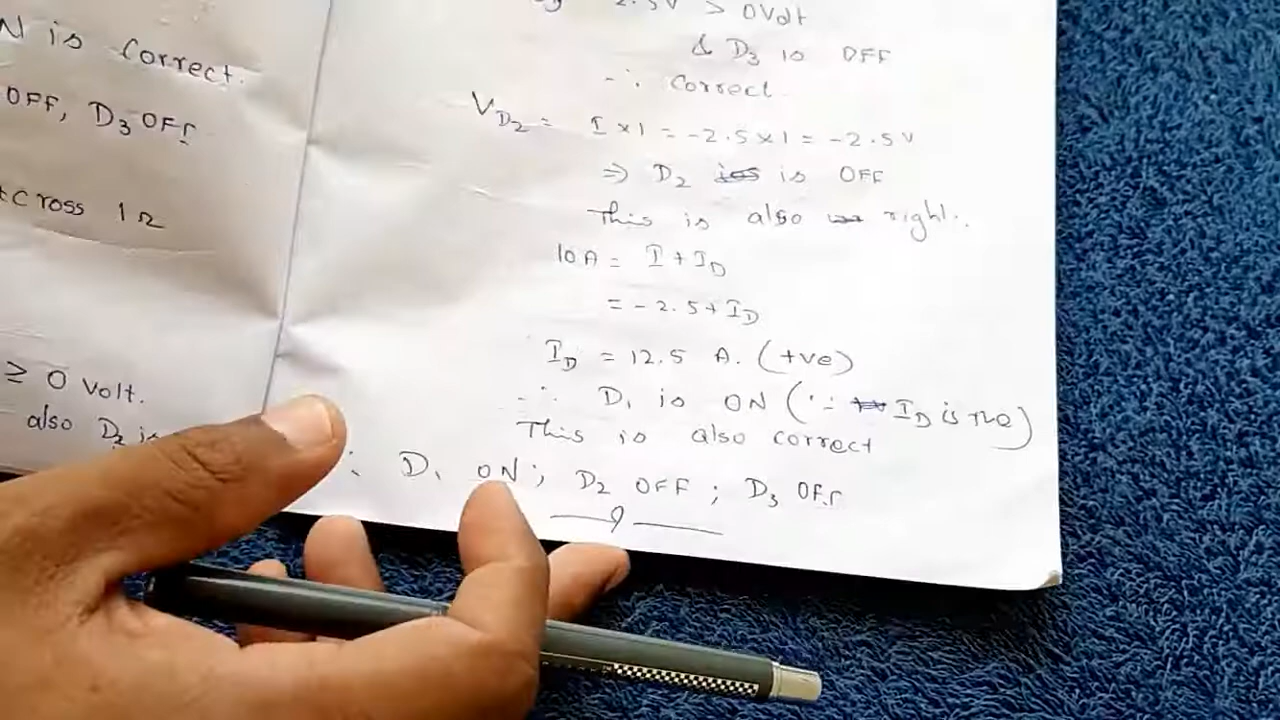 N is Correct.
OFF, D3 OFF
Cross 1Ω
≥ 0 Volt.
also D2 is
2.5V > 0Volt
& D3 is OFF
∴ Correct
VD2 = I×1 = -2.5×1 = -2.5V
⇒ D2 is OFF
This is also right.
10A = I + ID
= -2.5 + ID
ID = 12.5 A. (+ve)
∴ D1 is ON (∵ ID is +ve)
This is also correct
∴ D1 ON; D2 OFF; D3 OFF